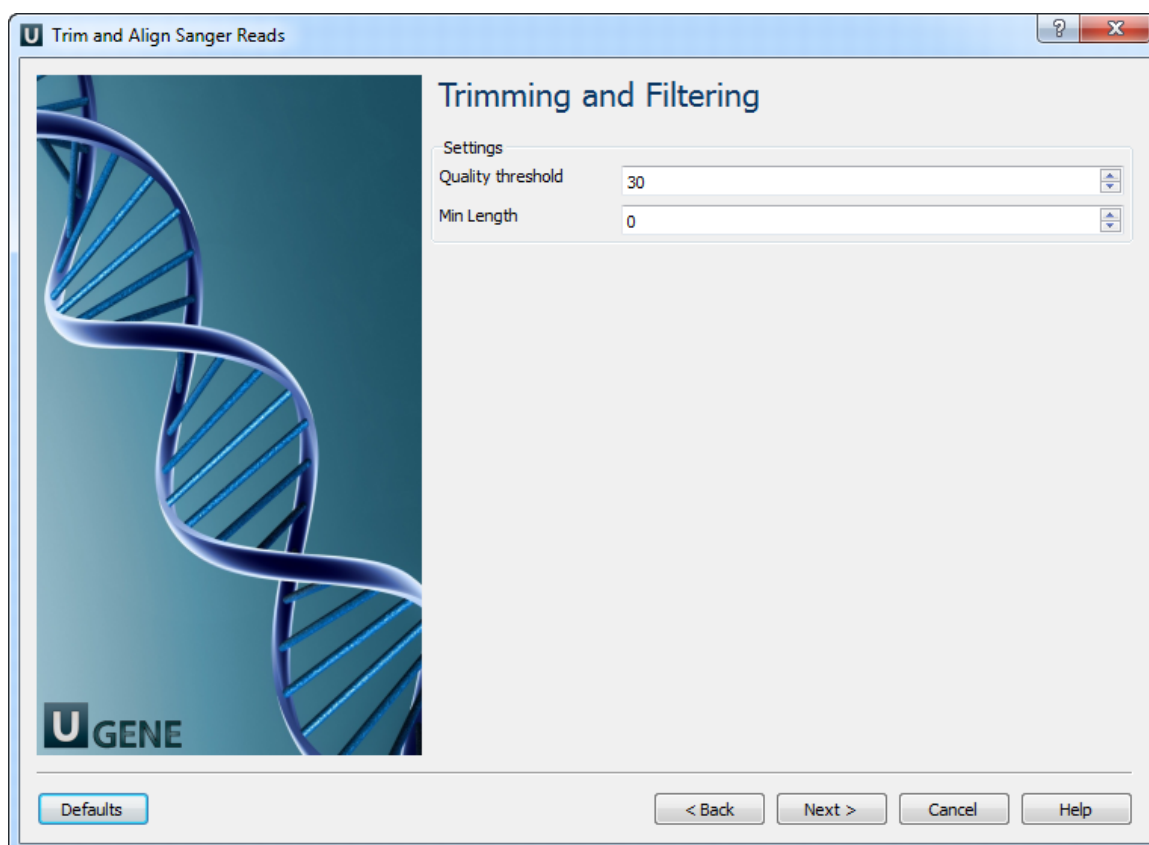 U Trim and Align Sanger Reads ? X
Trimming and Filtering
Settings
Quality threshold 30
Min Length 0
U GENE
Defaults < Back Next > Cancel Help